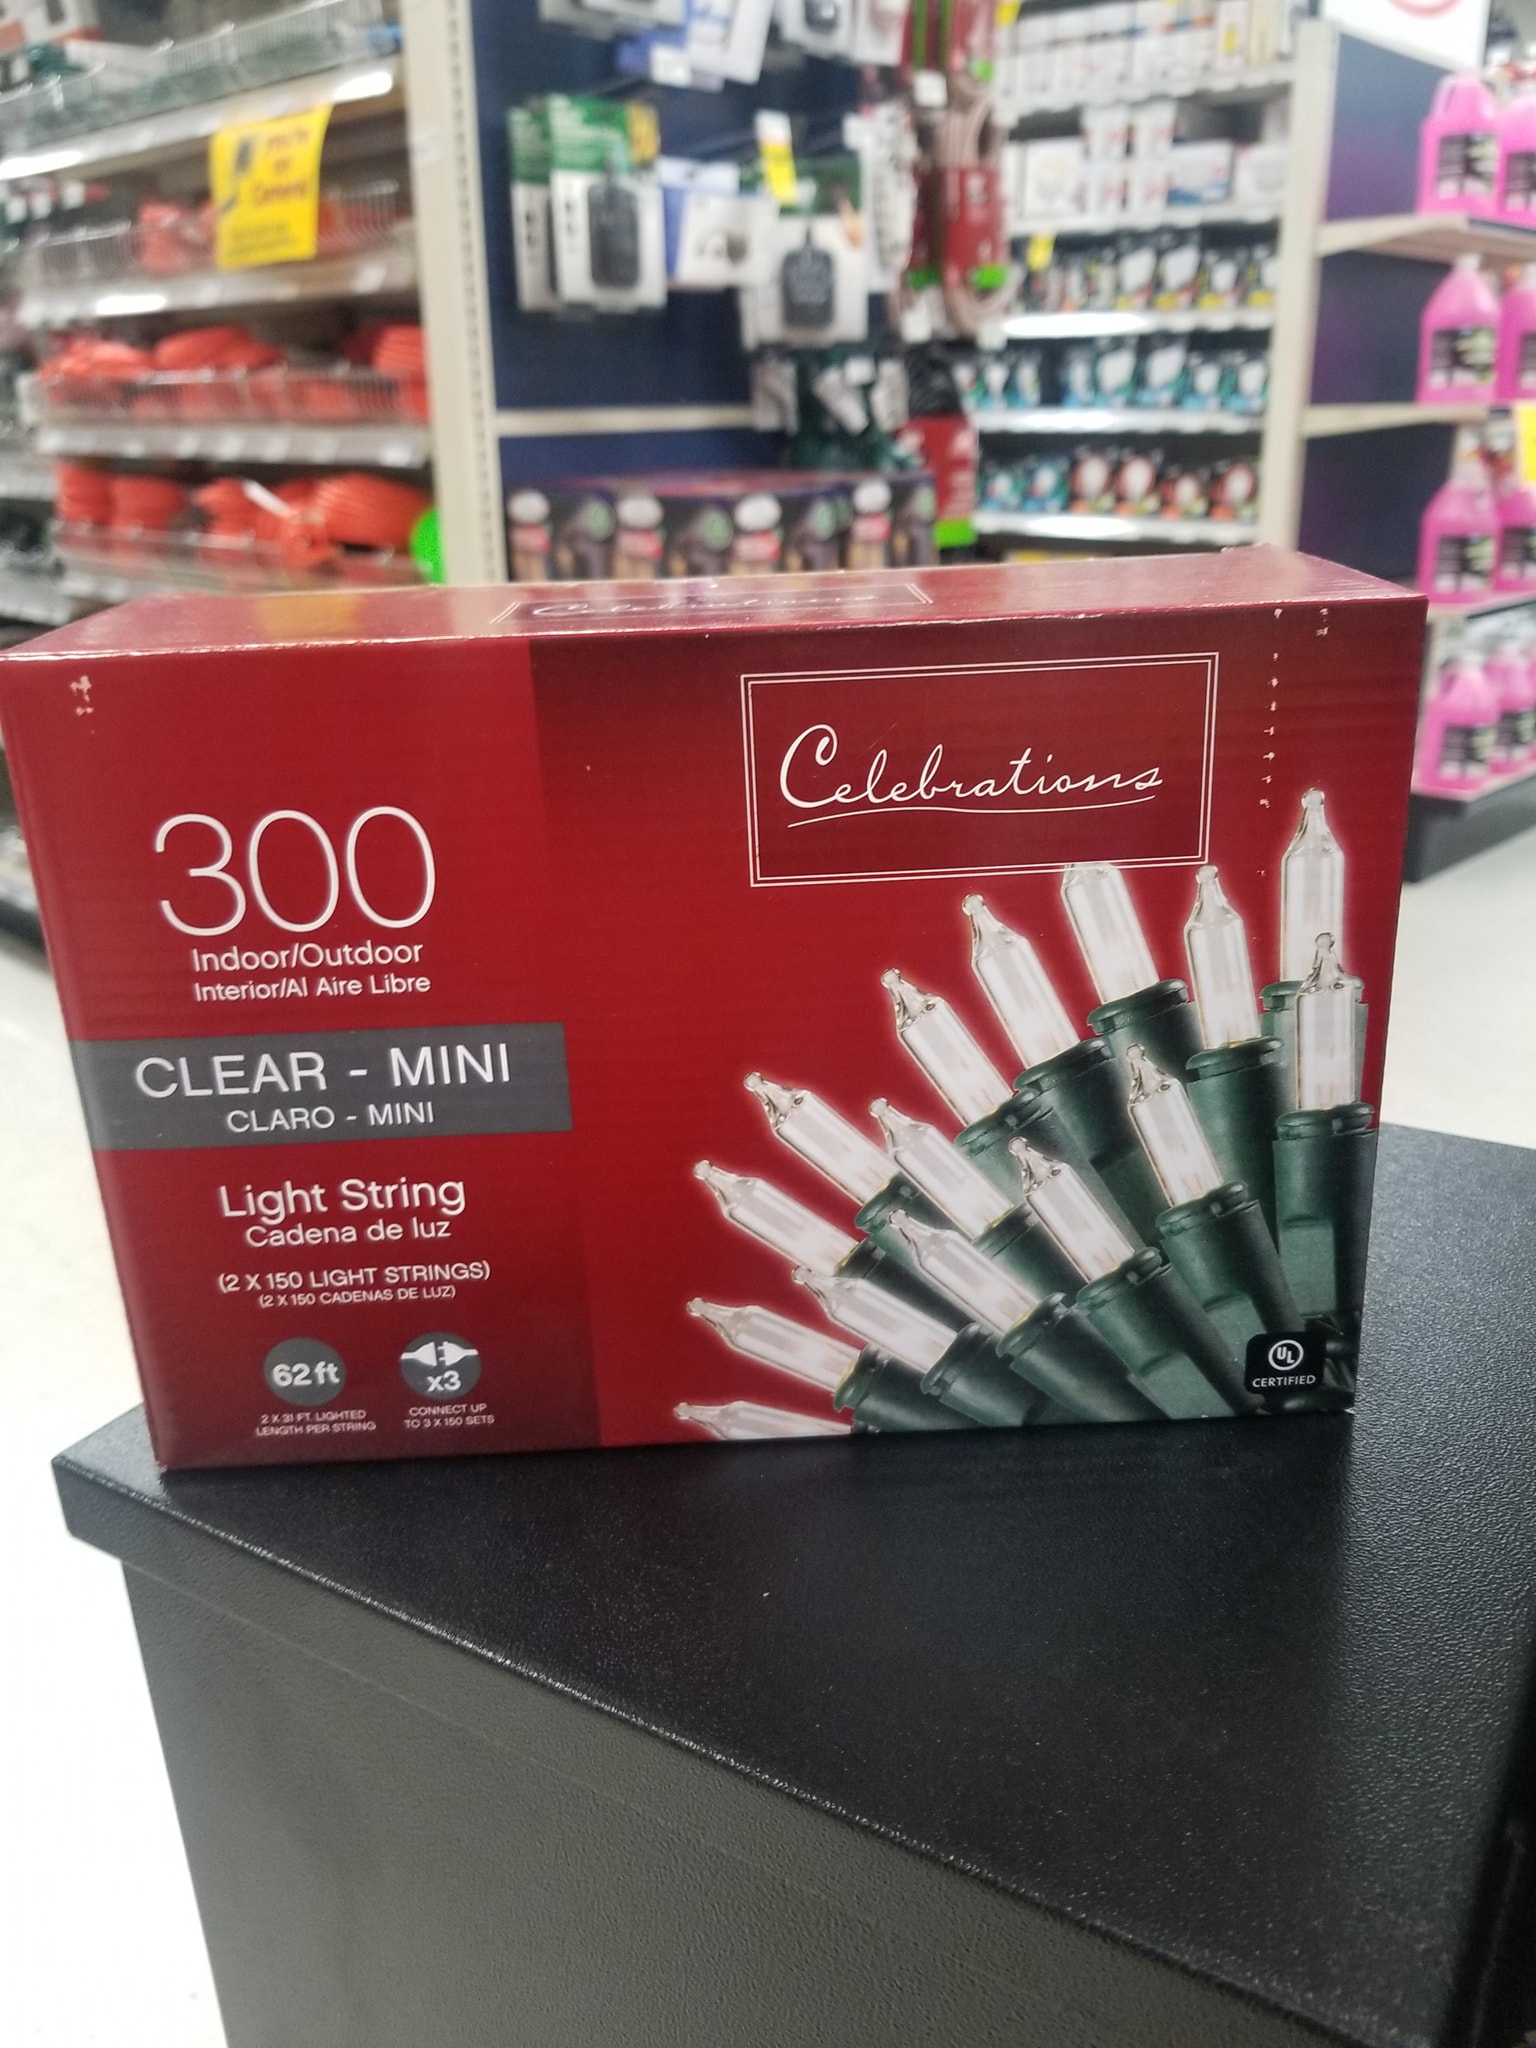 Celebrations
Celebrations
300
Indoor/Outdoor
Interior/Al Aire Libre
CLEAR - MINI
CLARO - MINI
Light String
Cadena de luz
(2 X 150 LIGHT STRINGS)
(2 X 150 CADENAS DE LUZ)
62 ft
2 X 31 FT. LIGHTED
LENGTH PER STRING
x3
CONNECT UP
TO 3 X 150 SETS
UL
CERTIFIED